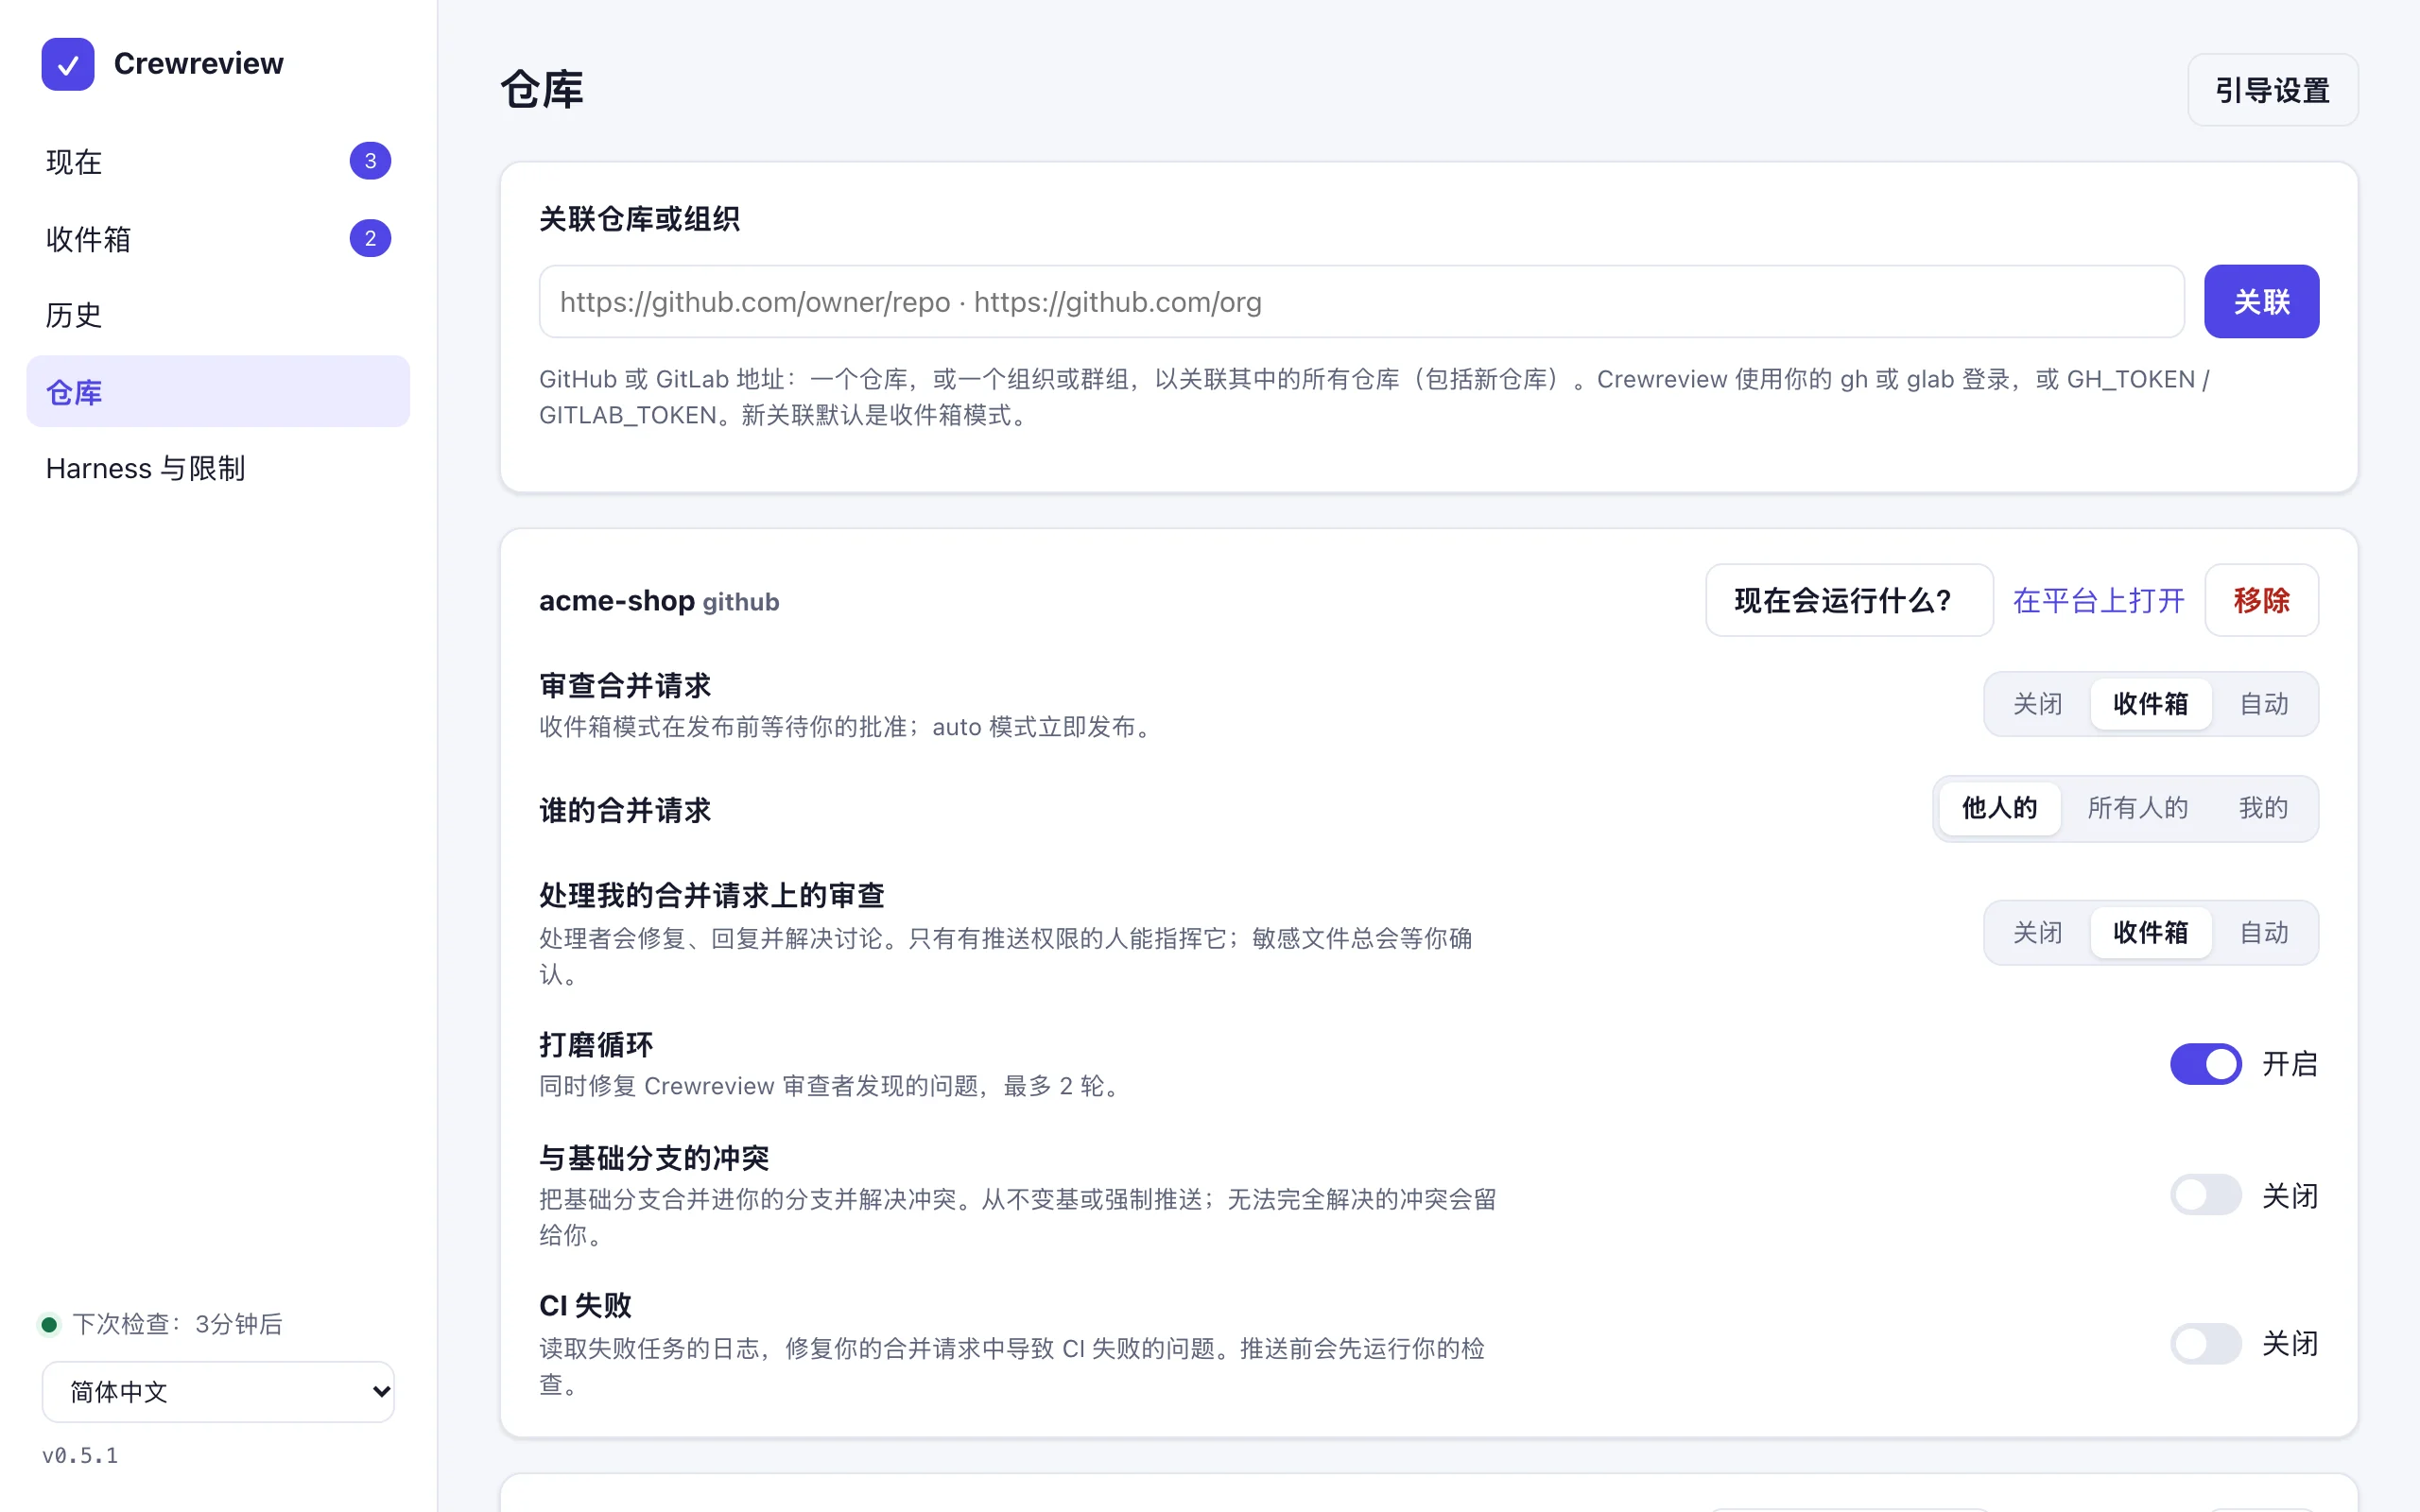 Crewreview
现在 3
收件箱 2
历史
仓库
Harness 与限制
下次检查：3分钟后
简体中文
v0.5.1
仓库
引导设置
关联仓库或组织
https://github.com/owner/repo · https://github.com/org
关联
GitHub 或 GitLab 地址：一个仓库，或一个组织或群组，以关联其中的所有仓库（包括新仓库）。Crewreview 使用你的 gh 或 glab 登录，或 GH_TOKEN /
GITLAB_TOKEN。新关联默认是收件箱模式。
acme-shop github
现在会运行什么？ 在平台上打开 移除
审查合并请求
收件箱模式在发布前等待你的批准；auto 模式立即发布。
关闭 收件箱 自动
谁的合并请求
他人的 所有人的 我的
处理我的合并请求上的审查
处理者会修复、回复并解决讨论。只有有推送权限的人能指挥它；敏感文件总会等你确
认。
关闭 收件箱 自动
打磨循环
同时修复 Crewreview 审查者发现的问题，最多 2 轮。
开启
与基础分支的冲突
把基础分支合并进你的分支并解决冲突。从不变基或强制推送；无法完全解决的冲突会留
给你。
关闭
CI 失败
读取失败任务的日志，修复你的合并请求中导致 CI 失败的问题。推送前会先运行你的检
查。
关闭